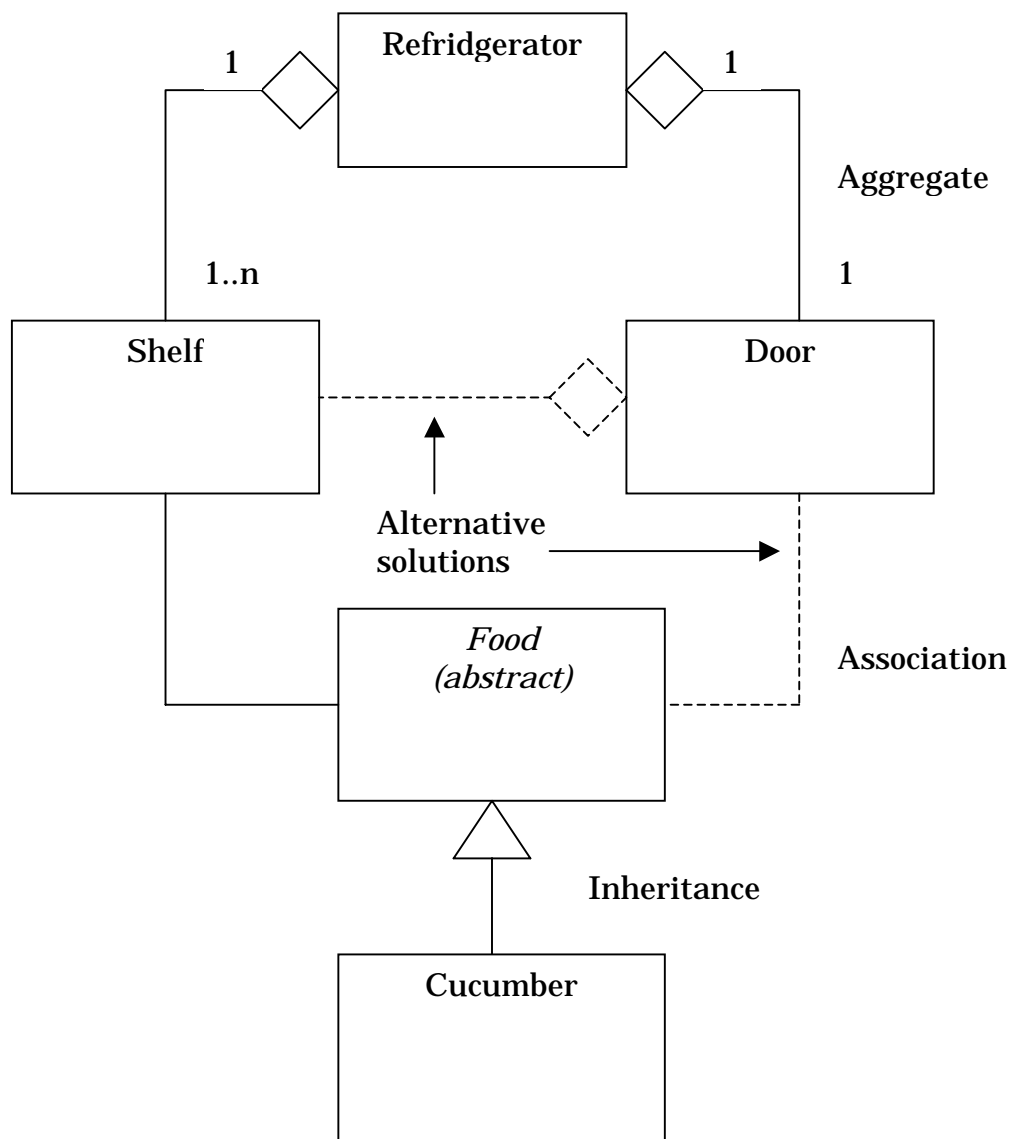 Refridgerator
1
1
Aggregate
1..n
1
Shelf
Door
Alternative
solutions
Food
(abstract)
Association
Inheritance
Cucumber